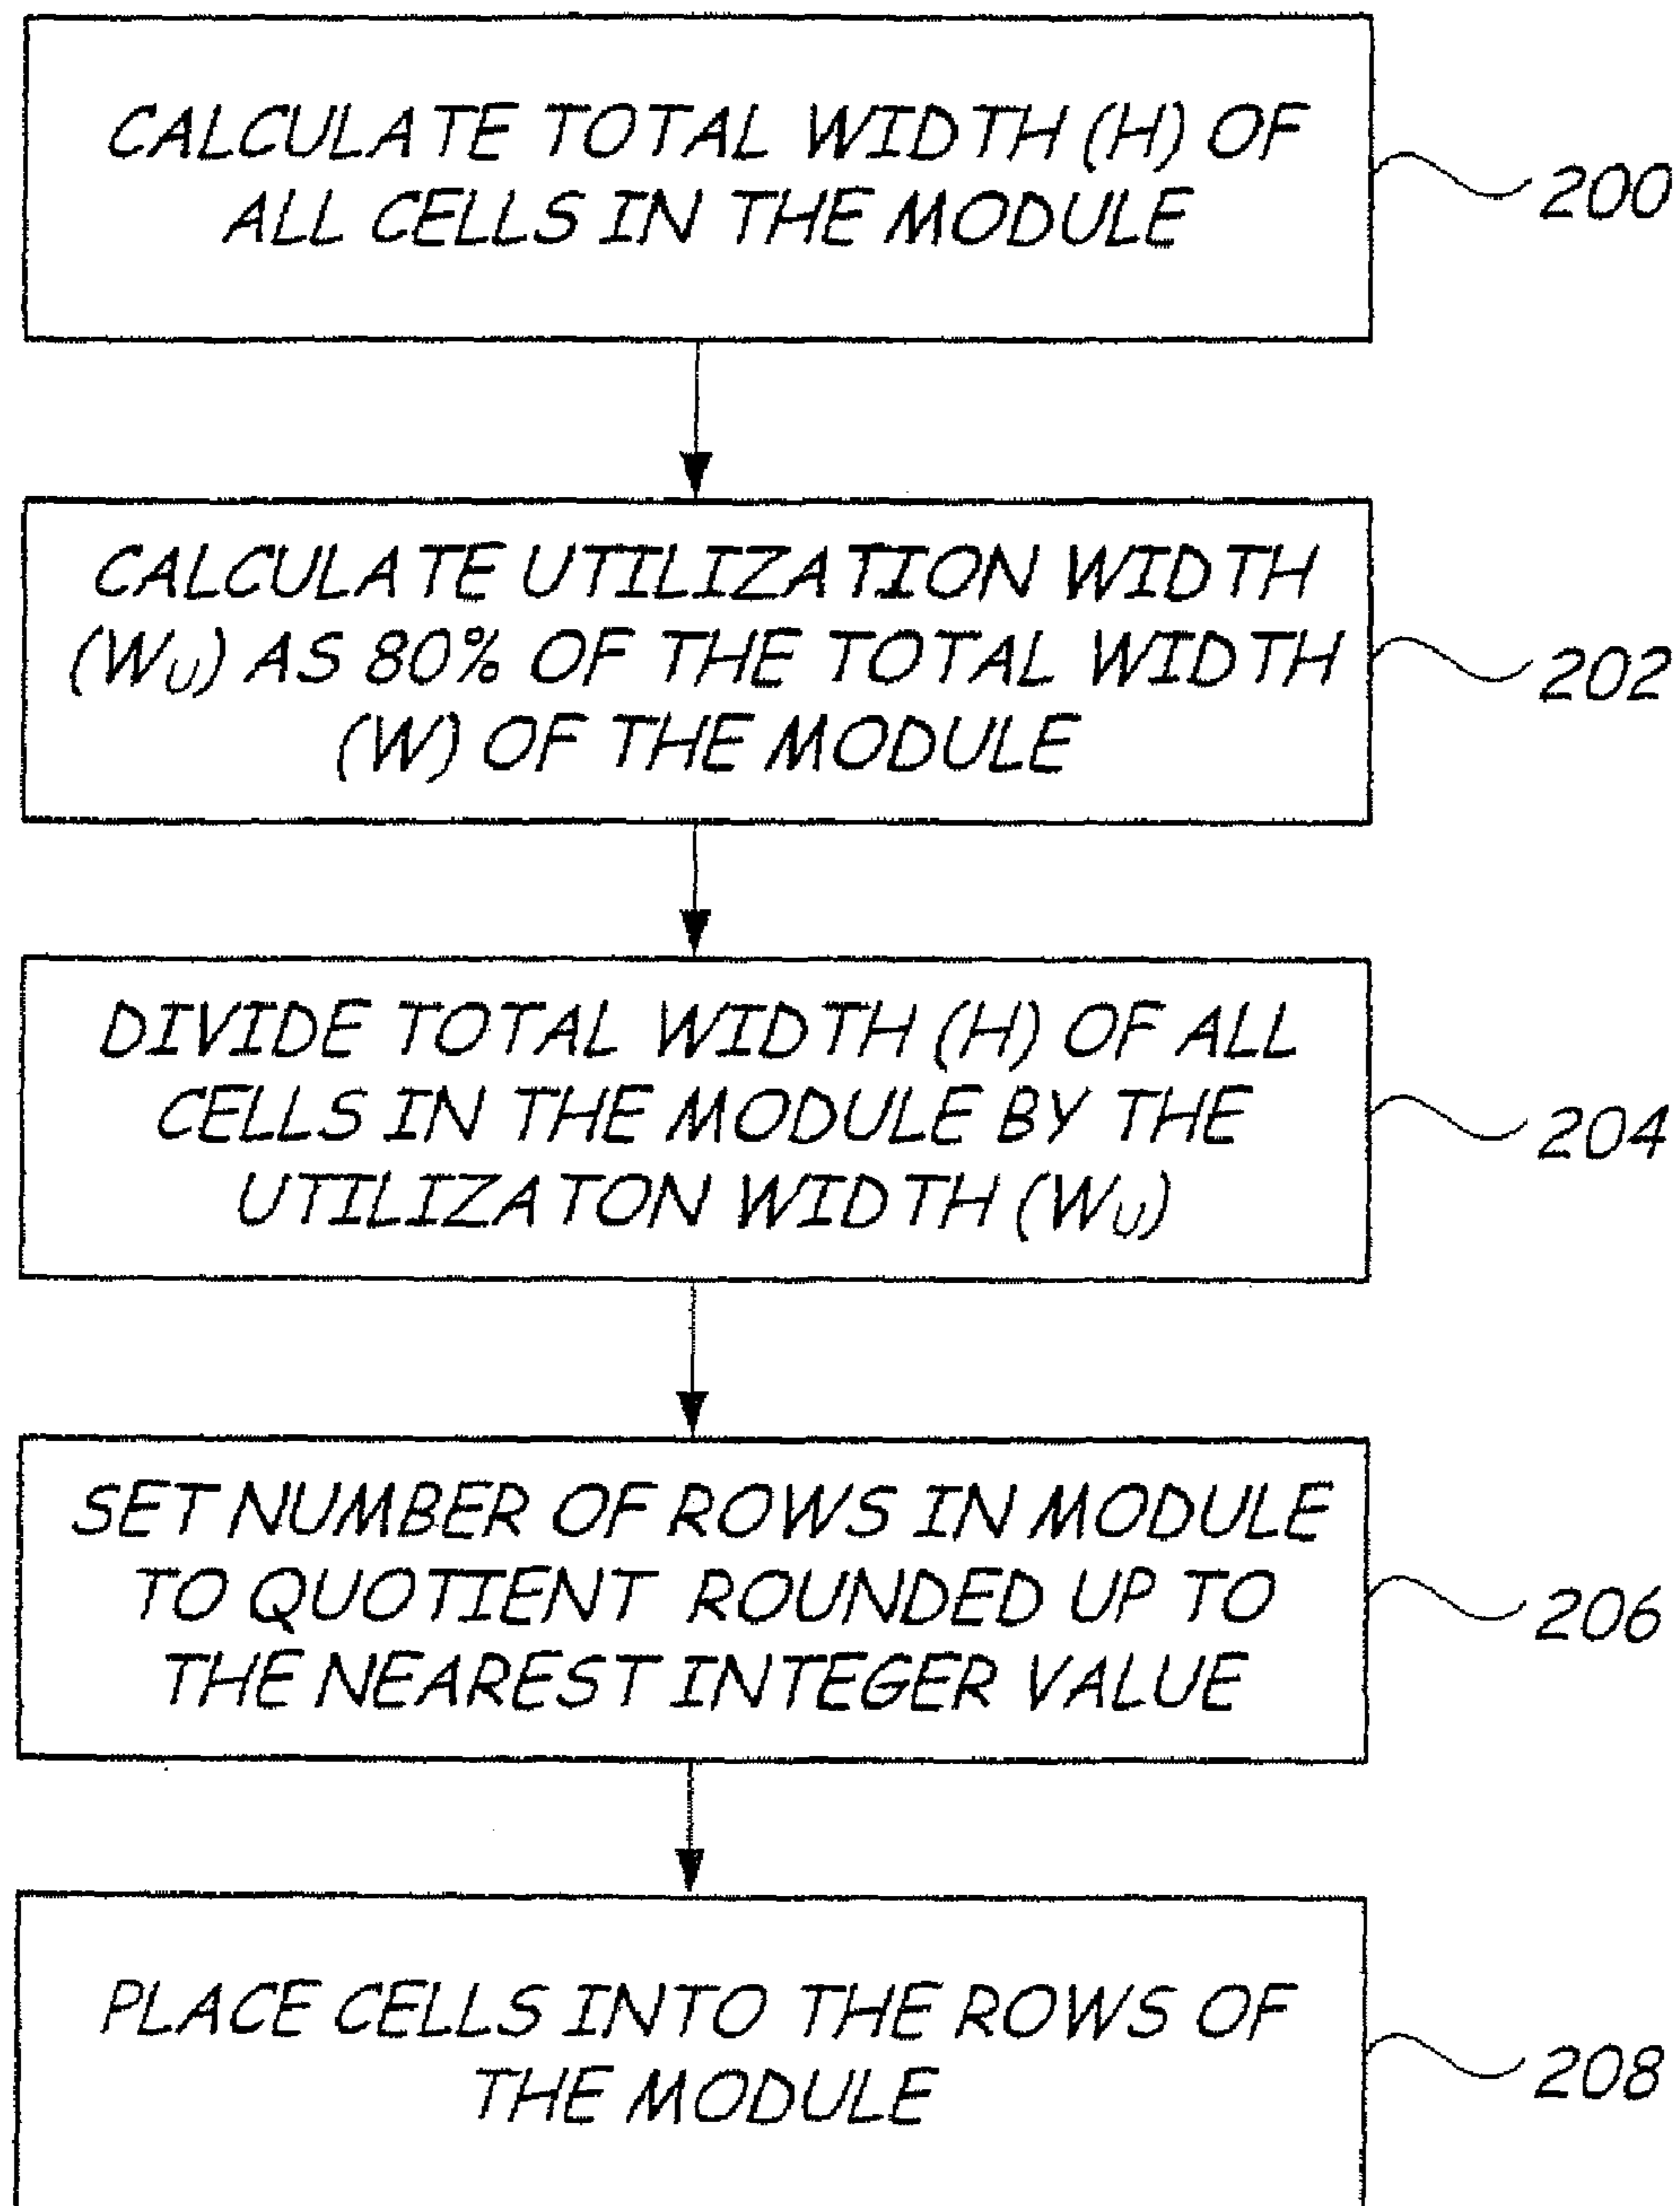 CALCULATE TOTAL WIDTH (H) OF
ALL CELLS IN THE MODULE
200
CALCULATE UTILIZATION WIDTH
(WU) AS 80% OF THE TOTAL WIDTH
(W) OF THE MODULE
202
DIVIDE TOTAL WIDTH (H) OF ALL
CELLS IN THE MODULE BY THE
UTILIZATON WIDTH (WU)
204
SET NUMBER OF ROWS IN MODULE
TO QUOTIENT ROUNDED UP TO
THE NEAREST INTEGER VALUE
206
PLACE CELLS INTO THE ROWS OF
THE MODULE
208